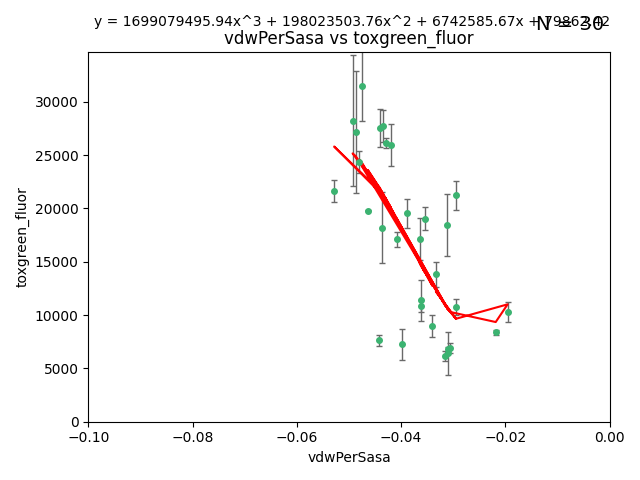 y = 1699079495.94x^3 + 198023503.76x^2 + 6742585.67x + 79862.42
N = 30
vdwPerSasa vs toxgreen_fluor
30000
25000
20000
15000
10000
5000
0
toxgreen_fluor
−0.10 −0.08 −0.06 −0.04 −0.02 0.00
vdwPerSasa